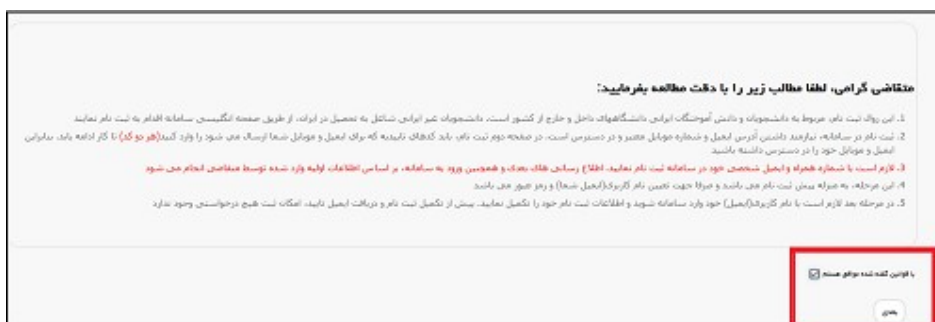 متقاضی گرامی، لطفا مطالب زیر را با دقت مطالعه بفرمایید:
1. این روال ثبت نام، مربوط به دانشجویان و دانش آموختگان ایرانی دانشگاههای داخل و خارج از کشور است، دانشجویان غیر ایرانی شاغل به تحصیل در ایران، از طریق صفحه انگلیسی سامانه اقدام به ثبت نام نمایند
2. ثبت نام در سامانه، نیازمند داشتن آدرس ایمیل و شماره موبایل معتبر و در دسترس است، در صفحه دوم ثبت نام، باید کدهای تاییدیه که برای ایمیل و موبایل شما ارسال می شود را وارد کنید(هر دو کد) تا کار ادامه یابد، بنابراین
ایمیل و موبایل خود را در دسترس داشته باشید
3. لازم است با شماره همراه و ایمیل شخصی خود در سامانه ثبت نام نمایید، اطلاع رسانی های بعدی و همچنین ورود به سامانه، بر اساس اطلاعات اولیه وارد شده توسط متقاضی انجام می شود
4. این مرحله، به منزله پیش ثبت نام می باشد و صرفا جهت تعیین نام کاربری(ایمیل شما) و رمز عبور می باشد
5. در مرحله بعد لازم است با نام کاربری(ایمیل) خود وارد سامانه شوید و اطلاعات ثبت نام خود را تکمیل نمایید، پیش از تکمیل ثبت نام و دریافت ایمیل تایید، امکان ثبت هیچ درخواستی وجود ندارد
با قوانین گفته شده موافق هستم
بعدی